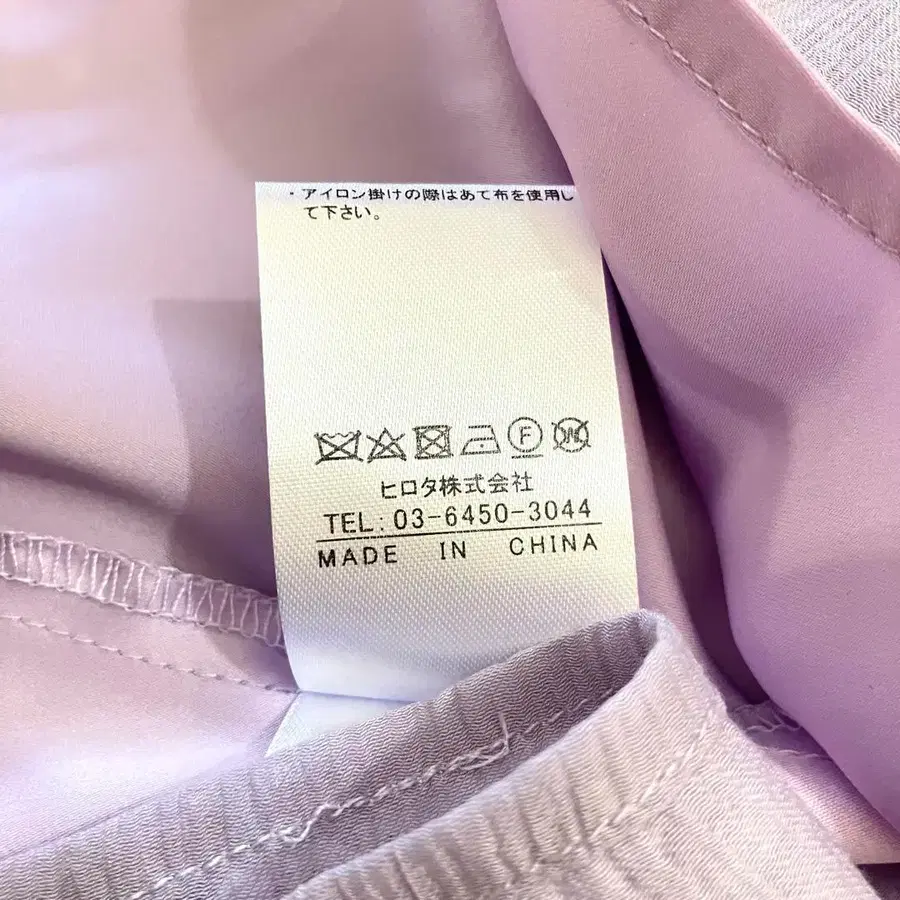 ・アイロン掛けの際はあて布を使用し
て下さい。
F W
ヒロタ株式会社
TEL: 03-6450-3044
MADE IN CHINA